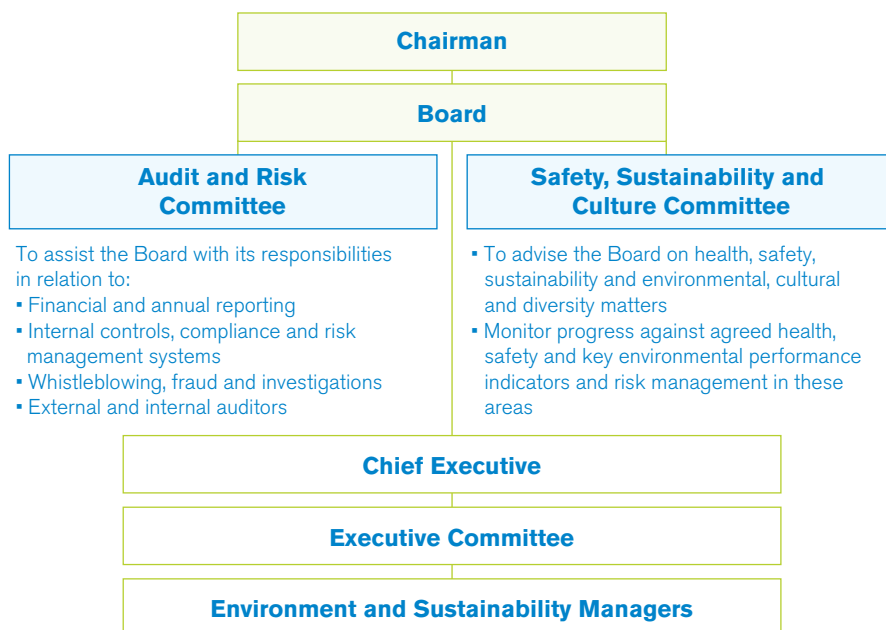 Chairman
Board
Audit and Risk
Committee
To assist the Board with its responsibilities
in relation to:
▪ Financial and annual reporting
▪ Internal controls, compliance and risk
management systems
▪ Whistleblowing, fraud and investigations
▪ External and internal auditors
Safety, Sustainability and
Culture Committee
▪ To advise the Board on health, safety,
sustainability and environmental, cultural
and diversity matters
▪ Monitor progress against agreed health,
safety and key environmental performance
indicators and risk management in these
areas
Chief Executive
Executive Committee
Environment and Sustainability Managers